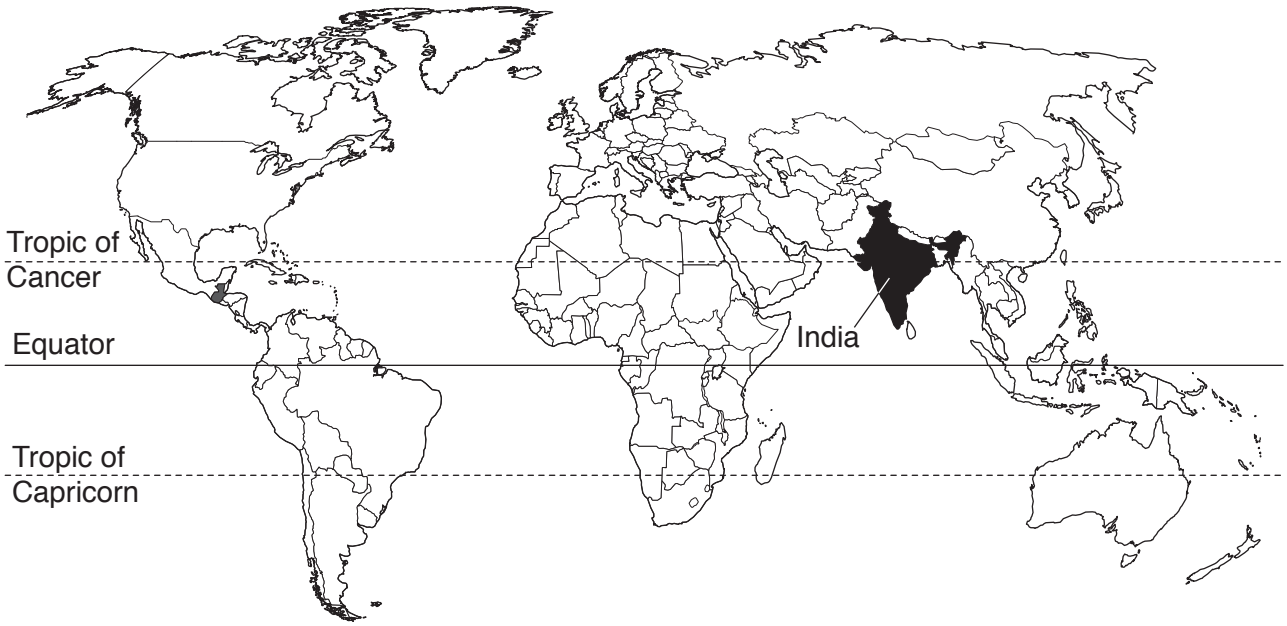 Tropic of
Cancer
Equator
India
Tropic of
Capricorn